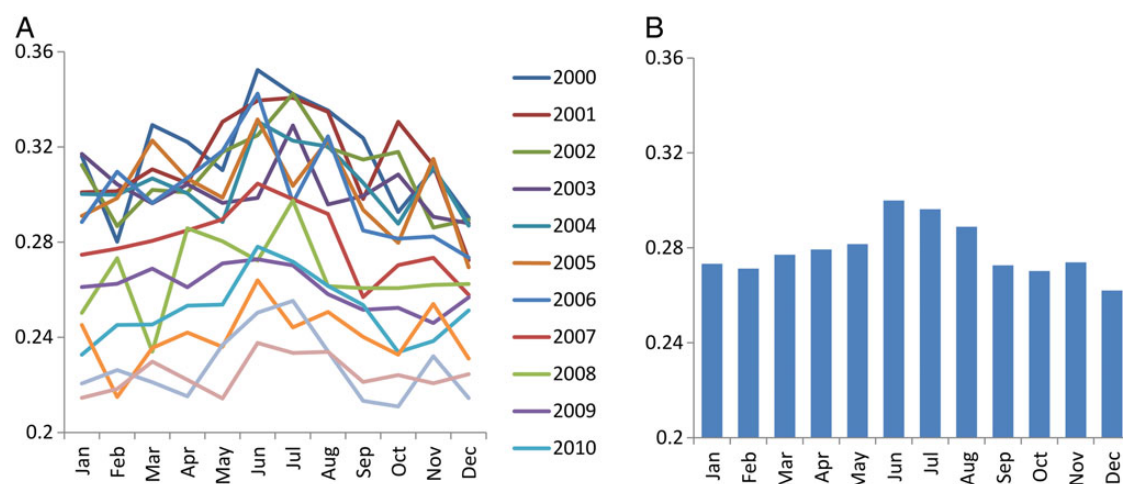 A
0.36
0.32
0.28
0.24
0.2
Jan
Feb
Mar
Apr
May
Jun
Jul
Aug
Sep
Oct
Nov
Dec
2000
2001
2002
2003
2004
2005
2006
2007
2008
2009
2010
B
0.36
0.32
0.28
0.24
0.2
Jan
Feb
Mar
Apr
May
Jun
Jul
Aug
Sep
Oct
Nov
Dec